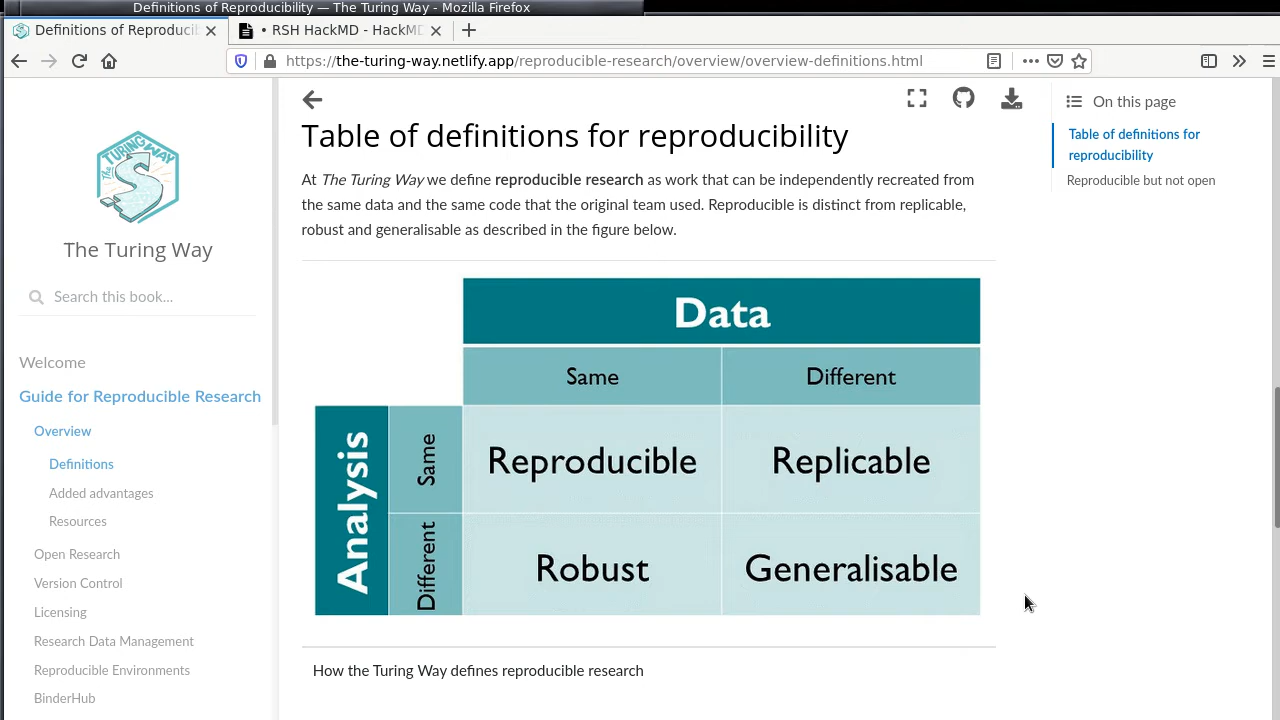 Definitions of Reproducibility — The Turing Way - Mozilla Firefox
Definitions of Reproducib
• RSH HackMD - HackMD
https://the-turing-way.netlify.app/reproducible-research/overview/overview-definitions.html
The TURING WAY
The Turing Way
Search this book...
Welcome
Guide for Reproducible Research
Overview
Definitions
Added advantages
Resources
Open Research
Version Control
Licensing
Research Data Management
Reproducible Environments
BinderHub
Table of definitions for reproducibility
At The Turing Way we define reproducible research as work that can be independently recreated from
the same data and the same code that the original team used. Reproducible is distinct from replicable,
robust and generalisable as described in the figure below.
Data
Same Different
Analysis
Same Reproducible Replicable
Different Robust Generalisable
How the Turing Way defines reproducible research
On this page
Table of definitions for
reproducibility
Reproducible but not open